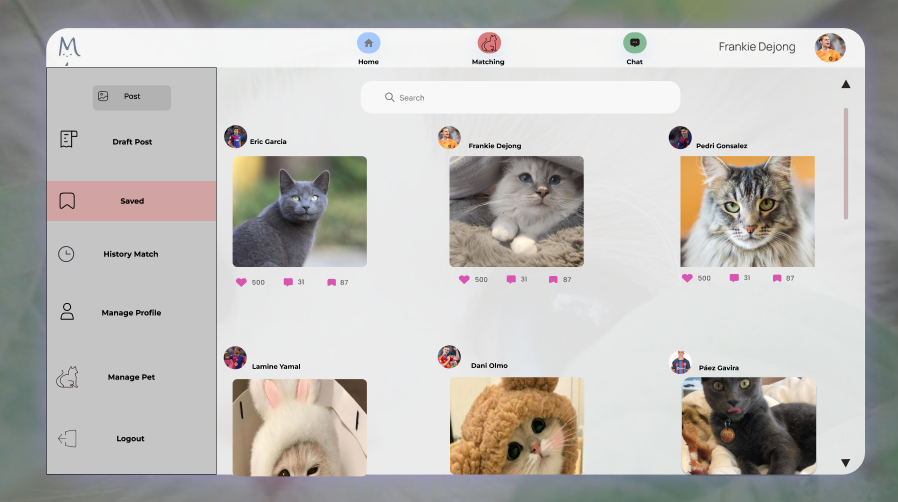 M
Home
Matching
Chat
Frankie Dejong
Post
Draft Post
Saved
History Match
Manage Profile
Manage Pet
Logout
Search
Eric Garcia
500 31 87
Frankie Dejong
500 31 87
Pedri Gonsalez
500 31 87
Lamine Yamal
Dani Olmo
Páez Gavira